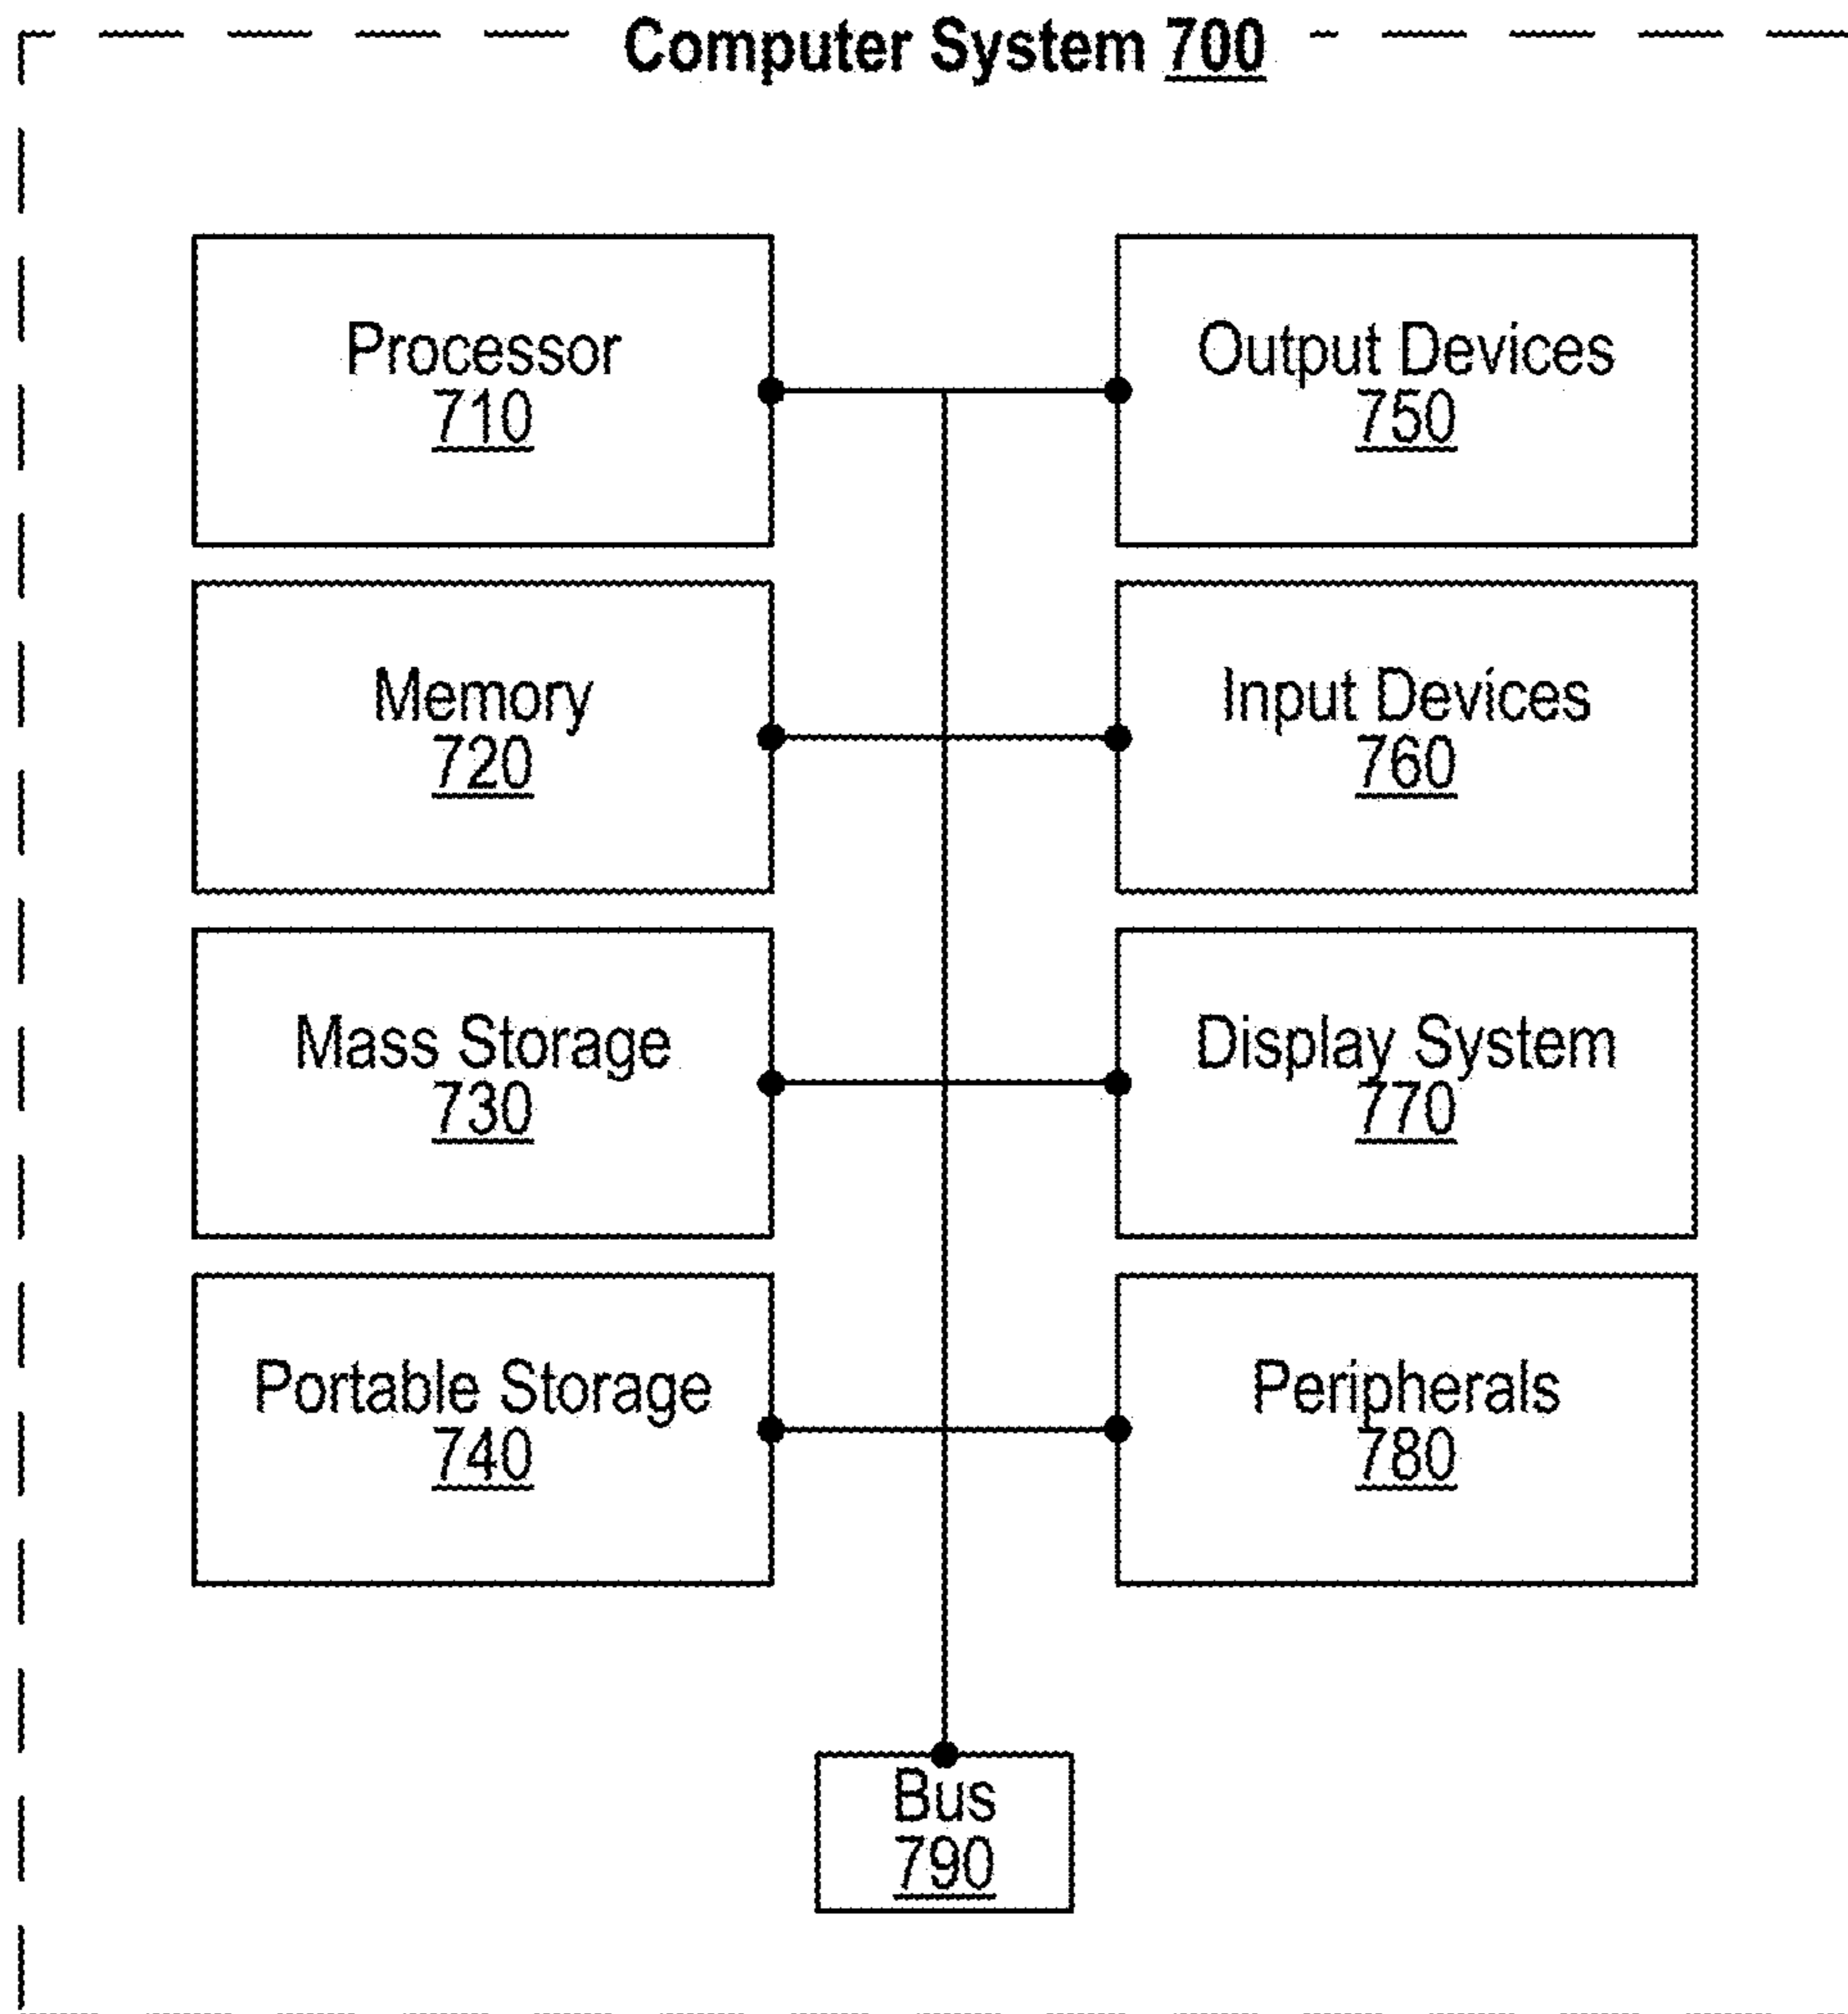 Computer System 700
Processor
710
Output Devices
750
Memory
720
Input Devices
760
Mass Storage
730
Display System
770
Portable Storage
740
Peripherals
780
Bus
790